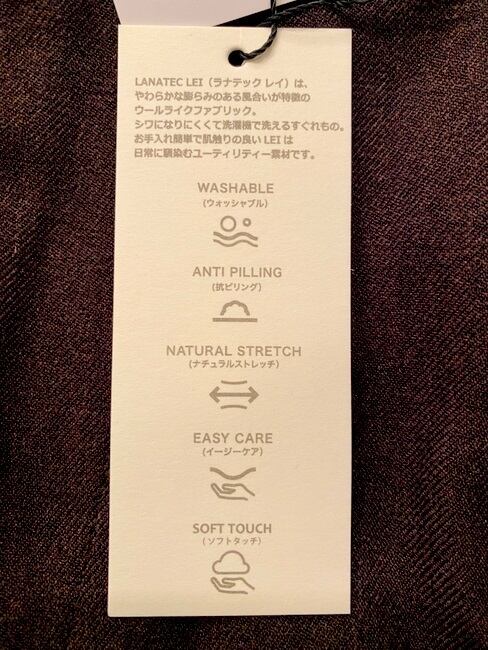 LANATEC LEI（ラナテック レイ）は、
やわらかな膨らみのある風合いが特徴の
ウールライクファブリック。
シワになりにくくて洗濯機で洗えるすぐれもの。
お手入れ簡単で肌触りの良い LEI は
日常に馴染むユーティリティー素材です。
WASHABLE
（ウォッシャブル）
ANTI PILLING
（抗ピリング）
NATURAL STRETCH
（ナチュラルストレッチ）
EASY CARE
（イージーケア）
SOFT TOUCH
（ソフトタッチ）